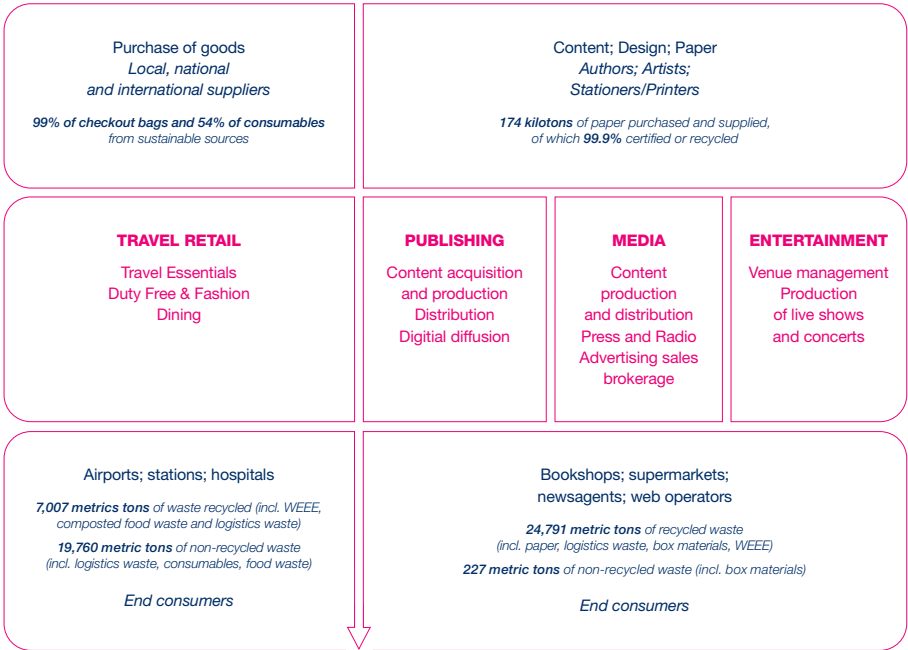 Purchase of goods
Local, national
and international suppliers
99% of checkout bags and 54% of consumables
from sustainable sources
Content; Design; Paper
Authors; Artists;
Stationers/Printers
174 kilotons of paper purchased and supplied,
of which 99.9% certified or recycled
TRAVEL RETAIL
Travel Essentials
Duty Free & Fashion
Dining
PUBLISHING
Content acquisition
and production
Distribution
Digitial diffusion
MEDIA
Content
production
and distribution
Press and Radio
Advertising sales
brokerage
ENTERTAINMENT
Venue management
Production
of live shows
and concerts
Airports; stations; hospitals
7,007 metrics tons of waste recycled (incl. WEEE,
composted food waste and logistics waste)
19,760 metric tons of non-recycled waste
(incl. logistics waste, consumables, food waste)
End consumers
Bookshops; supermarkets;
newsagents; web operators
24,791 metric tons of recycled waste
(incl. paper, logistics waste, box materials, WEEE)
227 metric tons of non-recycled waste (incl. box materials)
End consumers